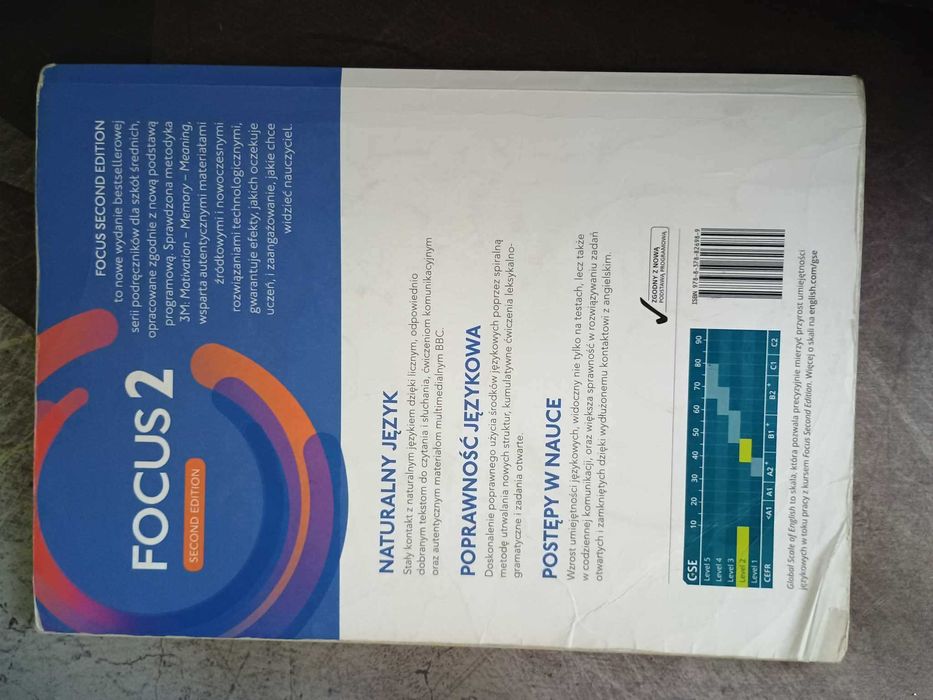 FOCUS 2
SECOND EDITION
FOCUS SECOND EDITION
to nowe wydanie bestsellerowej
serii podręczników dla szkół średnich,
opracowane zgodnie z nową podstawą
programową. Sprawdzona metodyka
3M: Motivation – Memory – Meaning,
wsparta autentycznymi materiałami
źródłowymi i nowoczesnymi
rozwiązaniami technologicznymi,
gwarantuje efekty, jakich oczekuje
uczeń, i zaangażowanie, jakie chce
widzieć nauczyciel.
NATURALNY JĘZYK
Stały kontakt z naturalnym językiem dzięki licznym, odpowiednio
dobranym tekstom do czytania i słuchania, ćwiczeniom komunikacyjnym
oraz autentycznym materiałom multimedialnym BBC.
POPRAWNOŚĆ JĘZYKOWA
Doskonalenie poprawnego użycia środków językowych poprzez spiralną
metodę utrwalania nowych struktur, kumulatywne ćwiczenia leksykalno-
gramatyczne i zadania otwarte.
POSTĘPY W NAUCE
Wzrost umiejętności językowych, widoczny nie tylko na testach, lecz także
w codziennej komunikacji, oraz większa sprawność w rozwiązywaniu zadań
otwartych i zamkniętych dzięki wydłużonemu kontaktowi z angielskim.
ZGODNY Z NOWĄ
PODSTAWĄ PROGRAMOWĄ
GSE 10 20 30 40 50 60 70 80 90
Level 5
Level 4
Level 3
Level 2
Level 1
CEFR <A1 A1 A2+ B1+ B2+ C1 C2
ISBN 978-8-378-82698-9
Global Scale of English to skala, która pozwala precyzyjnie mierzyć przyrost umiejętności
językowych w toku pracy z kursem Focus Second Edition. Więcej o skali na english.com/gse